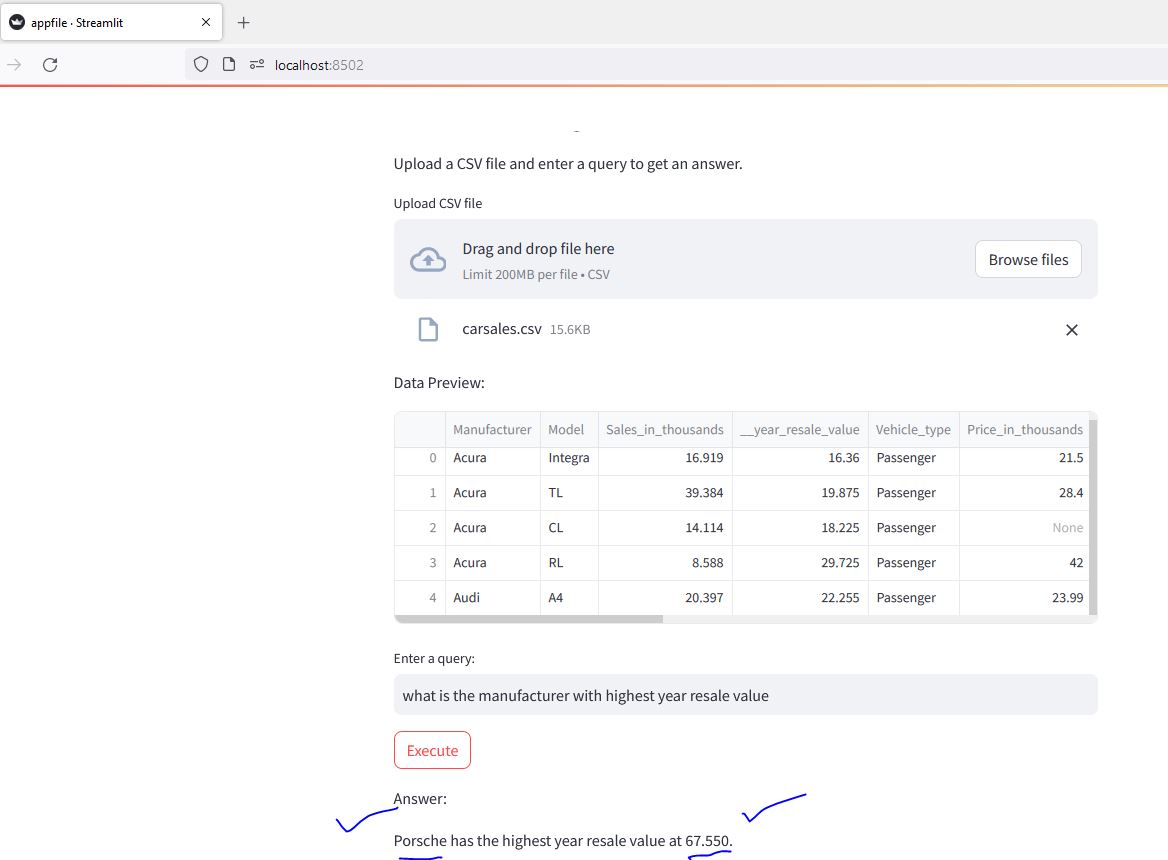 appfile · Streamlit
localhost:8502
Upload a CSV file and enter a query to get an answer.
Upload CSV file
Drag and drop file here
Limit 200MB per file • CSV
Browse files
carsales.csv 15.6KB
Data Preview:
Manufacturer Model Sales_in_thousands __year_resale_value Vehicle_type Price_in_thousands
0 Acura Integra 16.919 16.36 Passenger 21.5
1 Acura TL 39.384 19.875 Passenger 28.4
2 Acura CL 14.114 18.225 Passenger None
3 Acura RL 8.588 29.725 Passenger 42
4 Audi A4 20.397 22.255 Passenger 23.99
Enter a query:
what is the manufacturer with highest year resale value
Execute
Answer:
Porsche has the highest year resale value at 67.550.